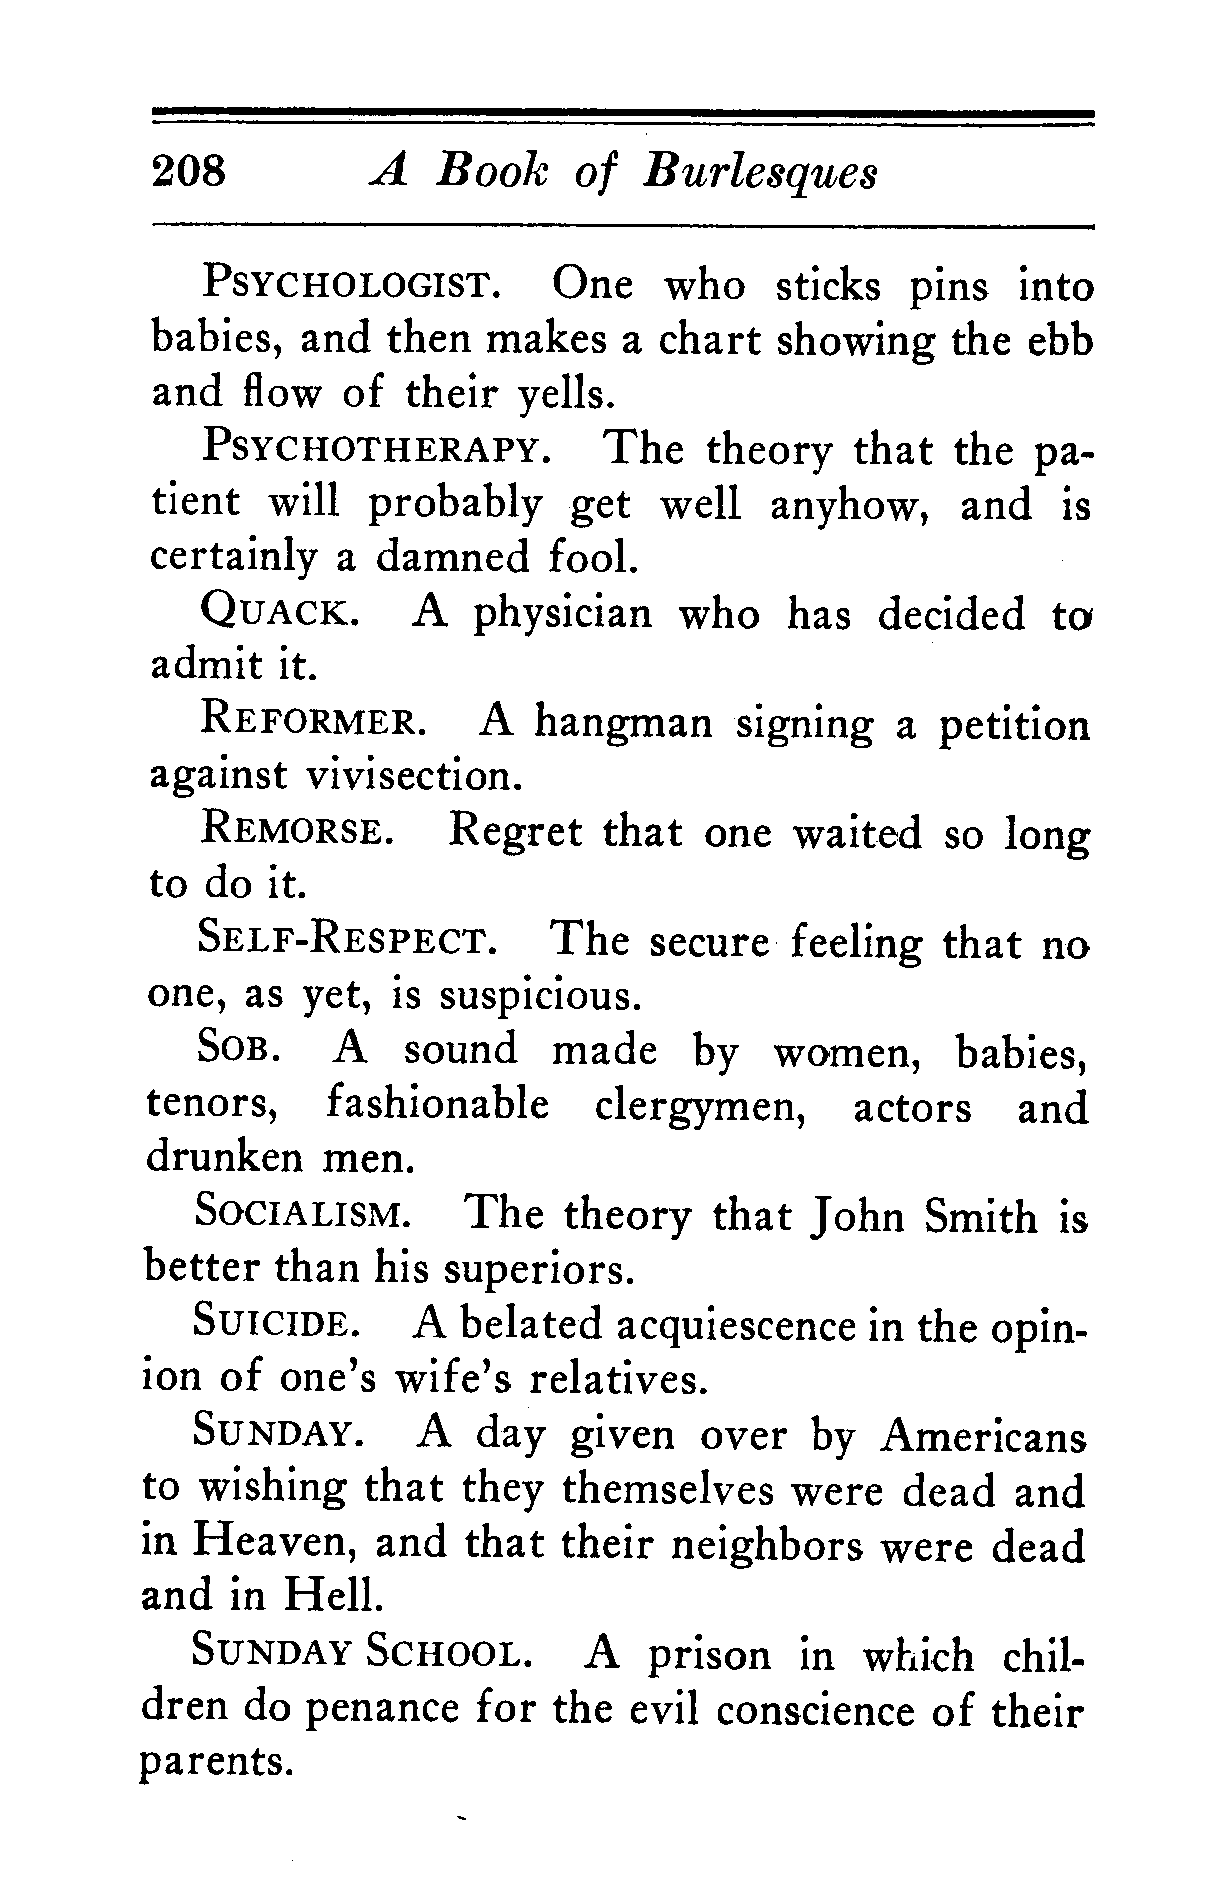 208 A Book of Burlesques
PSYCHOLOGIST. One who sticks pins into
babies, and then makes a chart showing the ebb
and flow of their yells.
PSYCHOTHERAPY. The theory that the pa-
tient will probably get well anyhow, and is
certainly a damned fool.
QUACK. A physician who has decided to
admit it.
REFORMER. A hangman signing a petition
against vivisection.
REMORSE. Regret that one waited so long
to do it.
SELF-RESPECT. The secure feeling that no
one, as yet, is suspicious.
SOB. A sound made by women, babies,
tenors, fashionable clergymen, actors and
drunken men.
SOCIALISM. The theory that John Smith is
better than his superiors.
SUICIDE. A belated acquiescence in the opin-
ion of one's wife's relatives.
SUNDAY. A day given over by Americans
to wishing that they themselves were dead and
in Heaven, and that their neighbors were dead
and in Hell.
SUNDAY SCHOOL. A prison in which chil-
dren do penance for the evil conscience of their
parents.